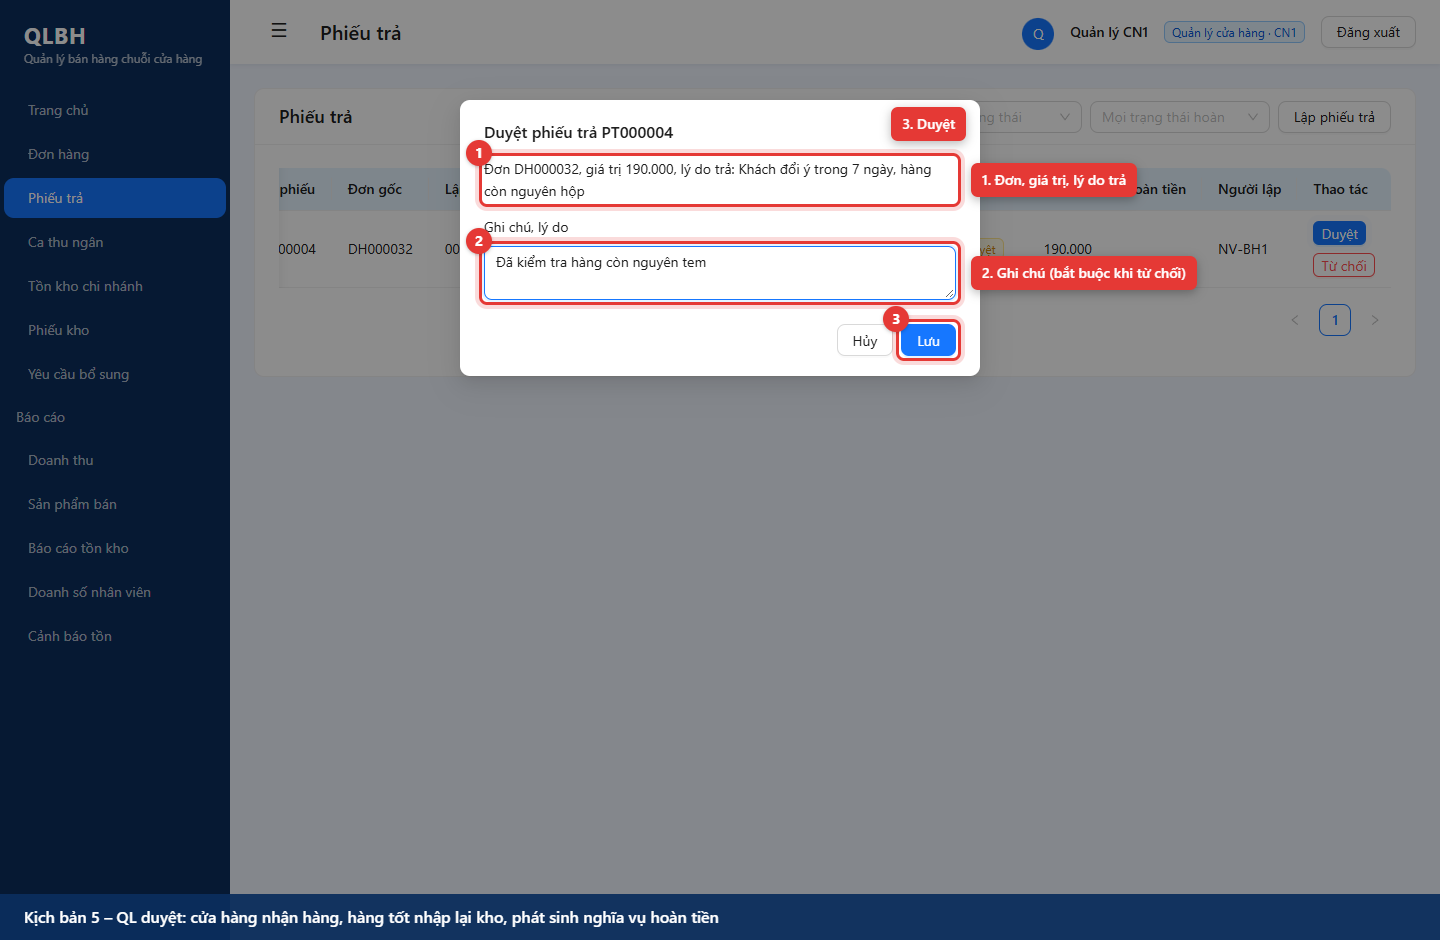 QLBH
Quản lý bán hàng chuỗi cửa hàng
Trang chủ
Đơn hàng
Phiếu trả
Ca thu ngân
Tồn kho chi nhánh
Phiếu kho
Yêu cầu bổ sung
Báo cáo
Doanh thu
Sản phẩm bán
Báo cáo tồn kho
Doanh số nhân viên
Cảnh báo tồn
Phiếu trả
Q
Quản lý CN1
Quản lý cửa hàng · CN1
Đăng xuất
Phiếu trả
thái
Mọi trạng thái hoàn
Lập phiếu trả
phiếu
Đơn gốc
tiền
Người lập
Thao tác
00004
DH000032
00
190.000
NV-BH1
Duyệt
Từ chối
1
Duyệt phiếu trả PT000004
3. Duyệt
1
Đơn DH000032, giá trị 190.000, lý do trả: Khách đổi ý trong 7 ngày, hàng
còn nguyên hộp
1. Đơn, giá trị, lý do trả
Ghi chú, lý do
2
Đã kiểm tra hàng còn nguyên tem
2. Ghi chú (bắt buộc khi từ chối)
3
Hủy
Lưu
Kịch bản 5 – QL duyệt: cửa hàng nhận hàng, hàng tốt nhập lại kho, phát sinh nghĩa vụ hoàn tiền